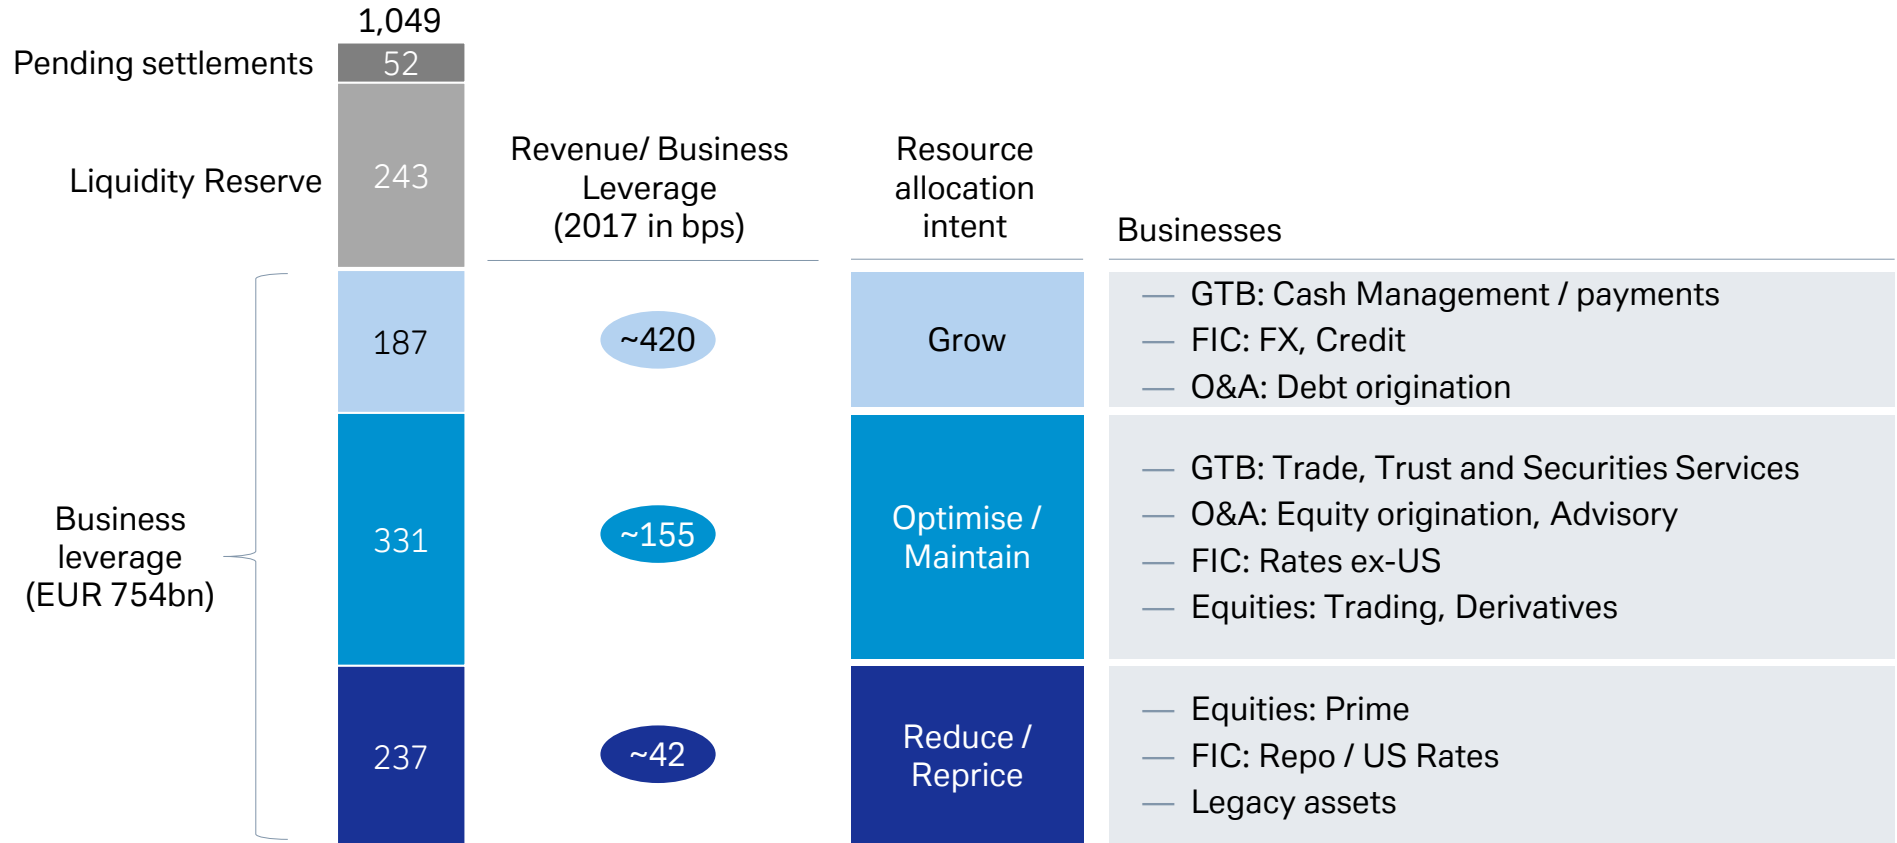 1,049
Pending settlements
52
Liquidity Reserve
243
Revenue/ Business
Leverage
(2017 in bps)
Resource
allocation
intent
Businesses
Business
leverage
(EUR 754bn)
187
~420
Grow
— GTB: Cash Management / payments
— FIC: FX, Credit
— O&A: Debt origination
331
~155
Optimise /
Maintain
— GTB: Trade, Trust and Securities Services
— O&A: Equity origination, Advisory
— FIC: Rates ex-US
— Equities: Trading, Derivatives
237
~42
Reduce /
Reprice
— Equities: Prime
— FIC: Repo / US Rates
— Legacy assets